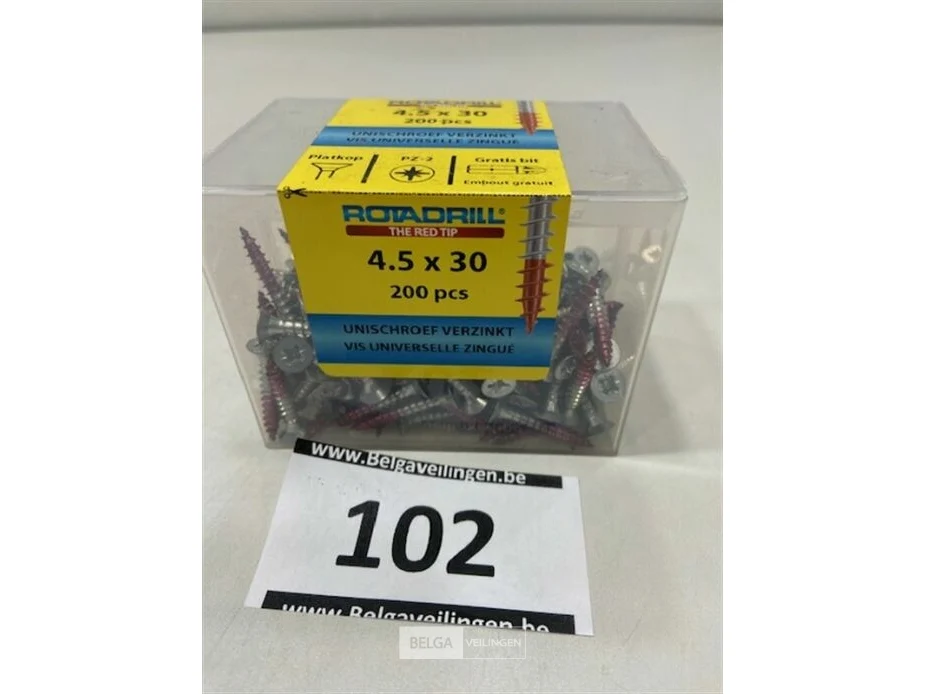 ROTADRILL
4.5 x 30
200 pcs
UNISCHROEF VERZINKT
VIS UNIVERSELLE ZINGUÉ
Platkop
PZ-2
Gratis bit
Embout gratuit
ROTADRILL®
THE RED TIP
4.5 x 30
200 pcs
UNISCHROEF VERZINKT
VIS UNIVERSELLE ZINGUÉ
www.Belgaveilingen.be
102
www.Belgaveilingen.be
BELGA VEILINGEN